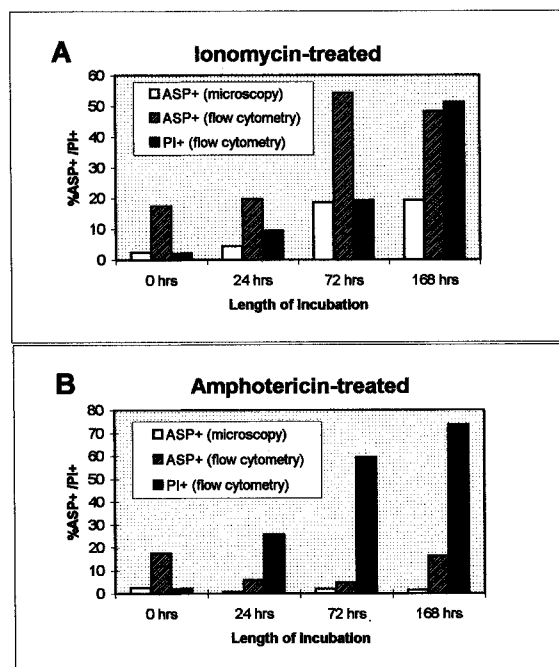 A
Ionomycin-treated
60
50
40
30
20
10
0
%ASP+ /PI+
ASP+ (microscopy)
ASP+ (flow cytometry)
PI+ (flow cytometry)
0 hrs 24 hrs 72 hrs 168 hrs
Length of Incubation
B
Amphotericin-treated
80
70
60
50
40
30
20
10
0
%ASP+ /PI+
ASP+ (microscopy)
ASP+ (flow cytometry)
PI+ (flow cytometry)
0 hrs 24 hrs 72 hrs 168 hrs
Length of Incubation